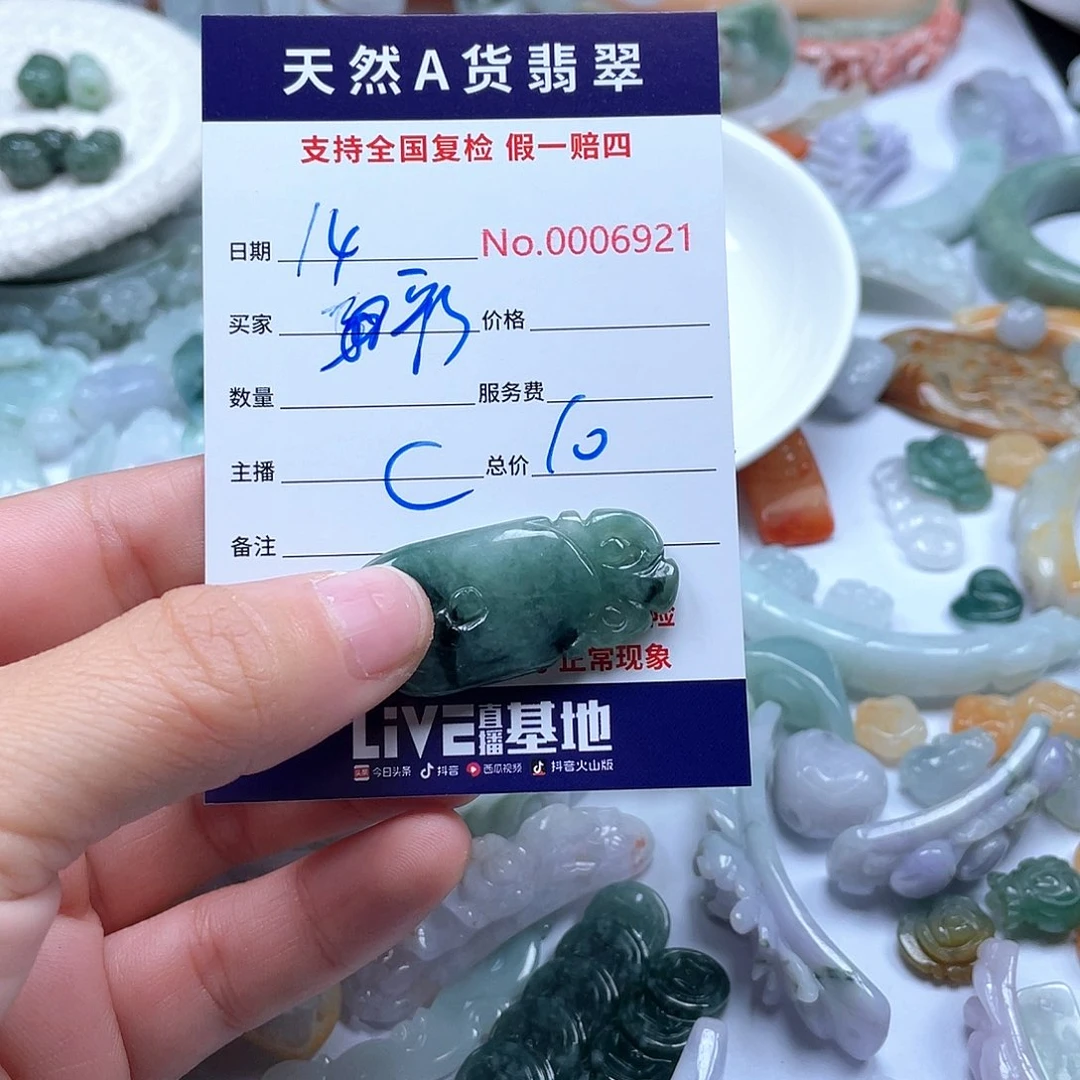 天然A货翡翠
支持全国复检 假一赔四
日期 14 No.0006921
买家 价格
数量 服务费
主播 C 总价 10
备注
险
正常现象
LiVE直播基地
头条 今日头条 抖音 西瓜视频 抖音火山版